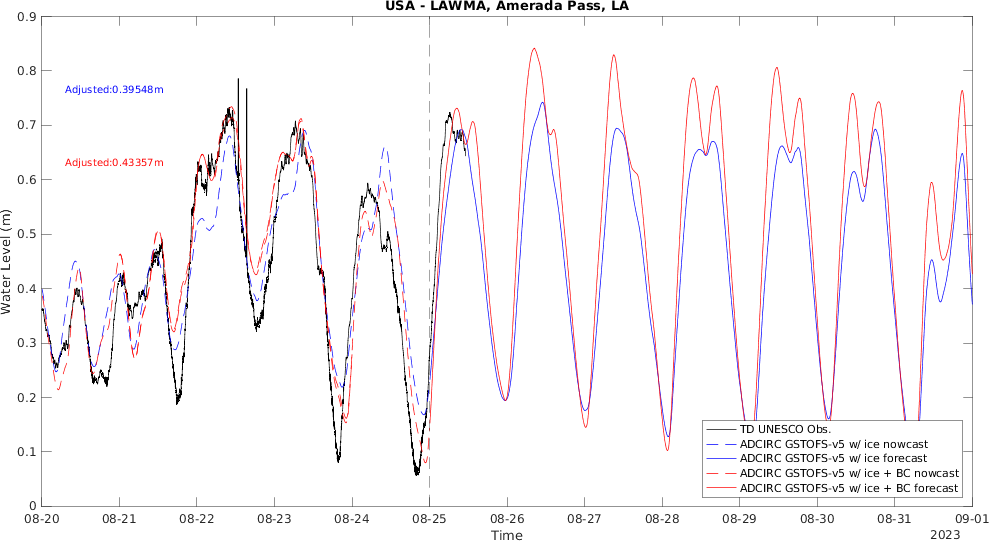 USA - LAWMA, Amerada Pass, LA
0.9
0.8
0.7
0.6
0.5
0.4
0.3
0.2
0.1
0
Water Level (m)
Adjusted:0.39548m
Adjusted:0.43357m
TD UNESCO Obs.
ADCIRC GSTOFS-v5 w/ ice nowcast
ADCIRC GSTOFS-v5 w/ ice forecast
ADCIRC GSTOFS-v5 w/ ice + BC nowcast
ADCIRC GSTOFS-v5 w/ ice + BC forecast
08-20 08-21 08-22 08-23 08-24 08-25 08-26 08-27 08-28 08-29 08-30 08-31 09-01
Time
2023